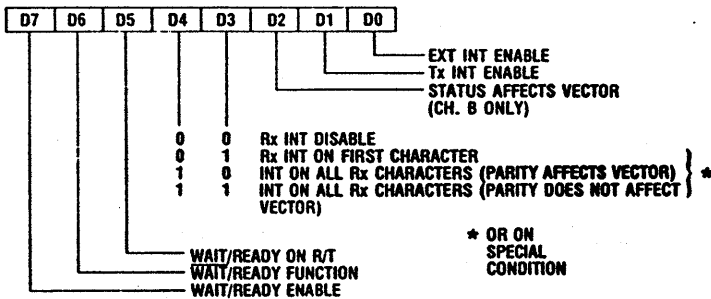 D7 D6 D5 D4 D3 D2 D1 D0
EXT INT ENABLE
Tx INT ENABLE
STATUS AFFECTS VECTOR
(CH. B ONLY)
0 0 Rx INT DISABLE
0 1 Rx INT ON FIRST CHARACTER
1 0 INT ON ALL Rx CHARACTERS (PARITY AFFECTS VECTOR)
1 1 INT ON ALL Rx CHARACTERS (PARITY DOES NOT AFFECT
VECTOR)
*
* OR ON
SPECIAL
CONDITION
WAIT/READY ON R/T
WAIT/READY FUNCTION
WAIT/READY ENABLE